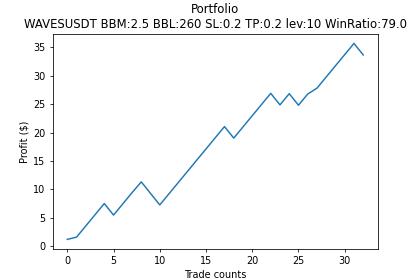 Portfolio
WAVESUSDT BBM:2.5 BBL:260 SL:0.2 TP:0.2 lev:10 WinRatio:79.0
35
30
25
20
15
10
5
0
Profit ($)
0 5 10 15 20 25 30
Trade counts